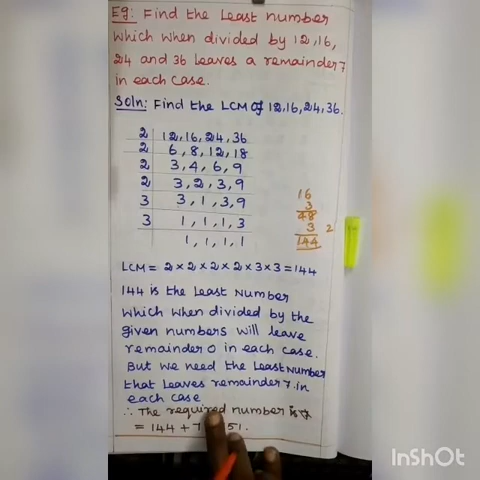 Eg: Find the Least number
which when divided by 12,16,
24 and 36 leaves a remainder 7
in each case.
Soln: Find the LCM of 12,16,24,36.
2 | 12, 16, 24, 36
2 | 6, 8, 12, 18
2 | 3, 4, 6, 9
2 | 3, 2, 3, 9
3 | 3, 1, 3, 9
3 | 1, 1, 1, 3
1, 1, 1, 1
16
3
48
3 2
144
LCM = 2 × 2 × 2 × 2 × 3 × 3 = 144
144 is the Least Number
which when divided by the
given numbers will leave
remainder 0 in each case.
But we need the Least Number
that leaves remainder 7 in
each case
∴ The required number is
= 144 + 7 51.
InShot